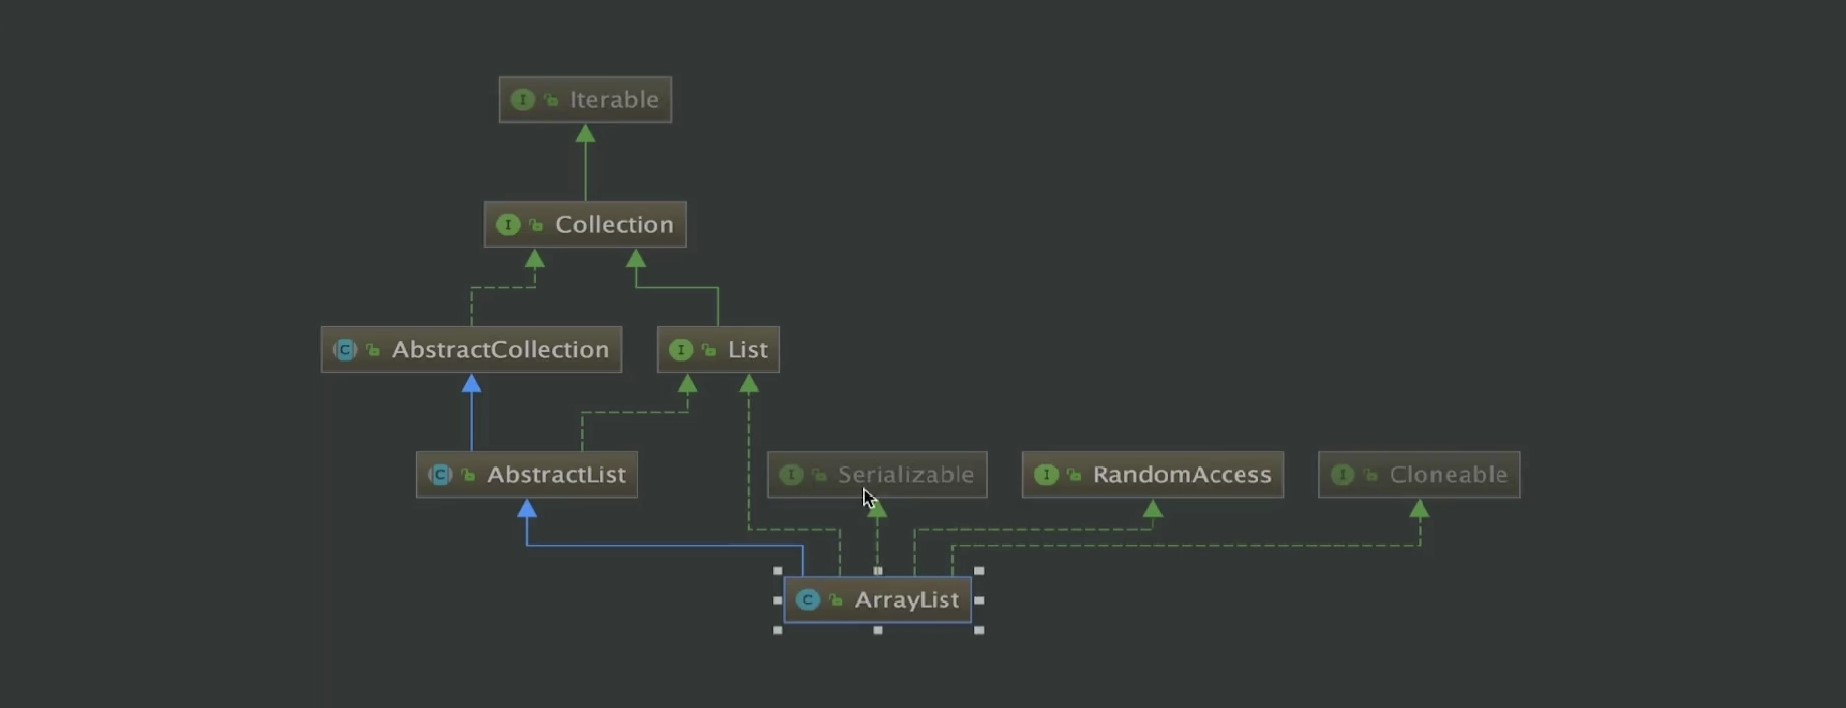 I Iterable
I Collection
C AbstractCollection
I List
C AbstractList
I Serializable
I RandomAccess
I Cloneable
C ArrayList